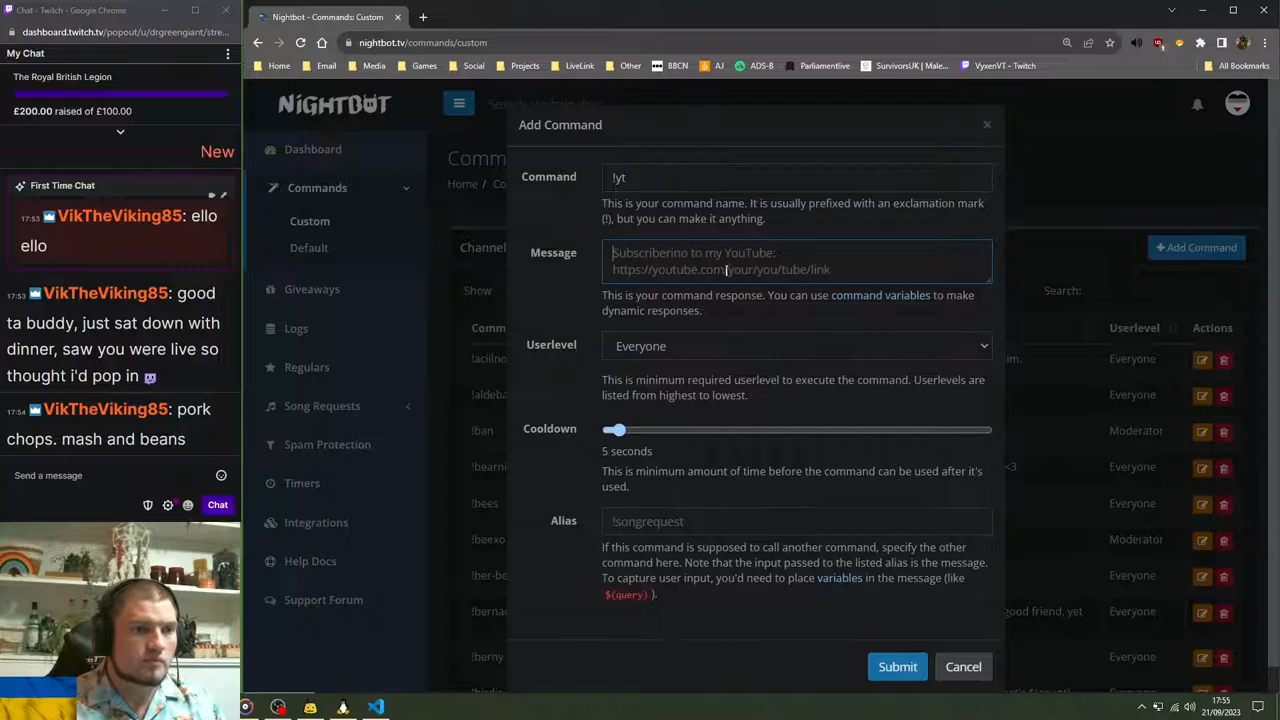 Chat - Twitch - Google Chrome
dashboard.twitch.tv/popout/u/drgreengiant/stre...
My Chat
The Royal British Legion
£200.00 raised of £100.00
New
First Time Chat
17:53 VikTheViking85: ello
ello
17:53 VikTheViking85: good
ta buddy, just sat down with
dinner, saw you were live so
thought i'd pop in
17:54 VikTheViking85: pork
chops. mash and beans
Send a message
Chat
Nightbot - Commands: Custom
nightbot.tv/commands/custom
Home
Email
Media
Games
Social
Projects
LiveLink
Other
BBCN
AJ
ADS-B
Parliamentlive
SurvivorsUK | Male...
VyxenVT - Twitch
All Bookmarks
NIGHTBOT
Dashboard
Commands
Custom
Default
Giveaways
Logs
Regulars
Song Requests
Spam Protection
Timers
Integrations
Help Docs
Support Forum
Home / Co
Channel
Show
Add Command
Search:
Userlevel
Actions
!ban
!bees
!berny
Everyone
Everyone
Moderator
Everyone
Everyone
Moderator
Everyone
good friend, yet
Everyone
Everyone
Add Command
Command
!yt
This is your command name. It is usually prefixed with an exclamation mark
(!), but you can make it anything.
Message
Subscriberino to my YouTube:
https://youtube.com/your/you/tube/link
This is your command response. You can use command variables to make
dynamic responses.
Userlevel
Everyone
This is minimum required userlevel to execute the command. Userlevels are
listed from highest to lowest.
Cooldown
5 seconds
This is minimum amount of time before the command can be used after it's
used.
Alias
!songrequest
If this command is supposed to call another command, specify the other
command here. Note that the input passed to the listed alias is the message.
To capture user input, you'd need to place variables in the message (like
$(query) ).
Submit
Cancel
17:55
21/09/2023